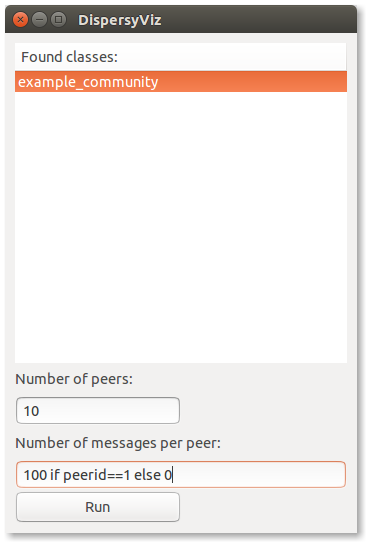 DispersyViz
Found classes:
example_community
Number of peers:
10
Number of messages per peer:
100 if peerid==1 else 0
Run